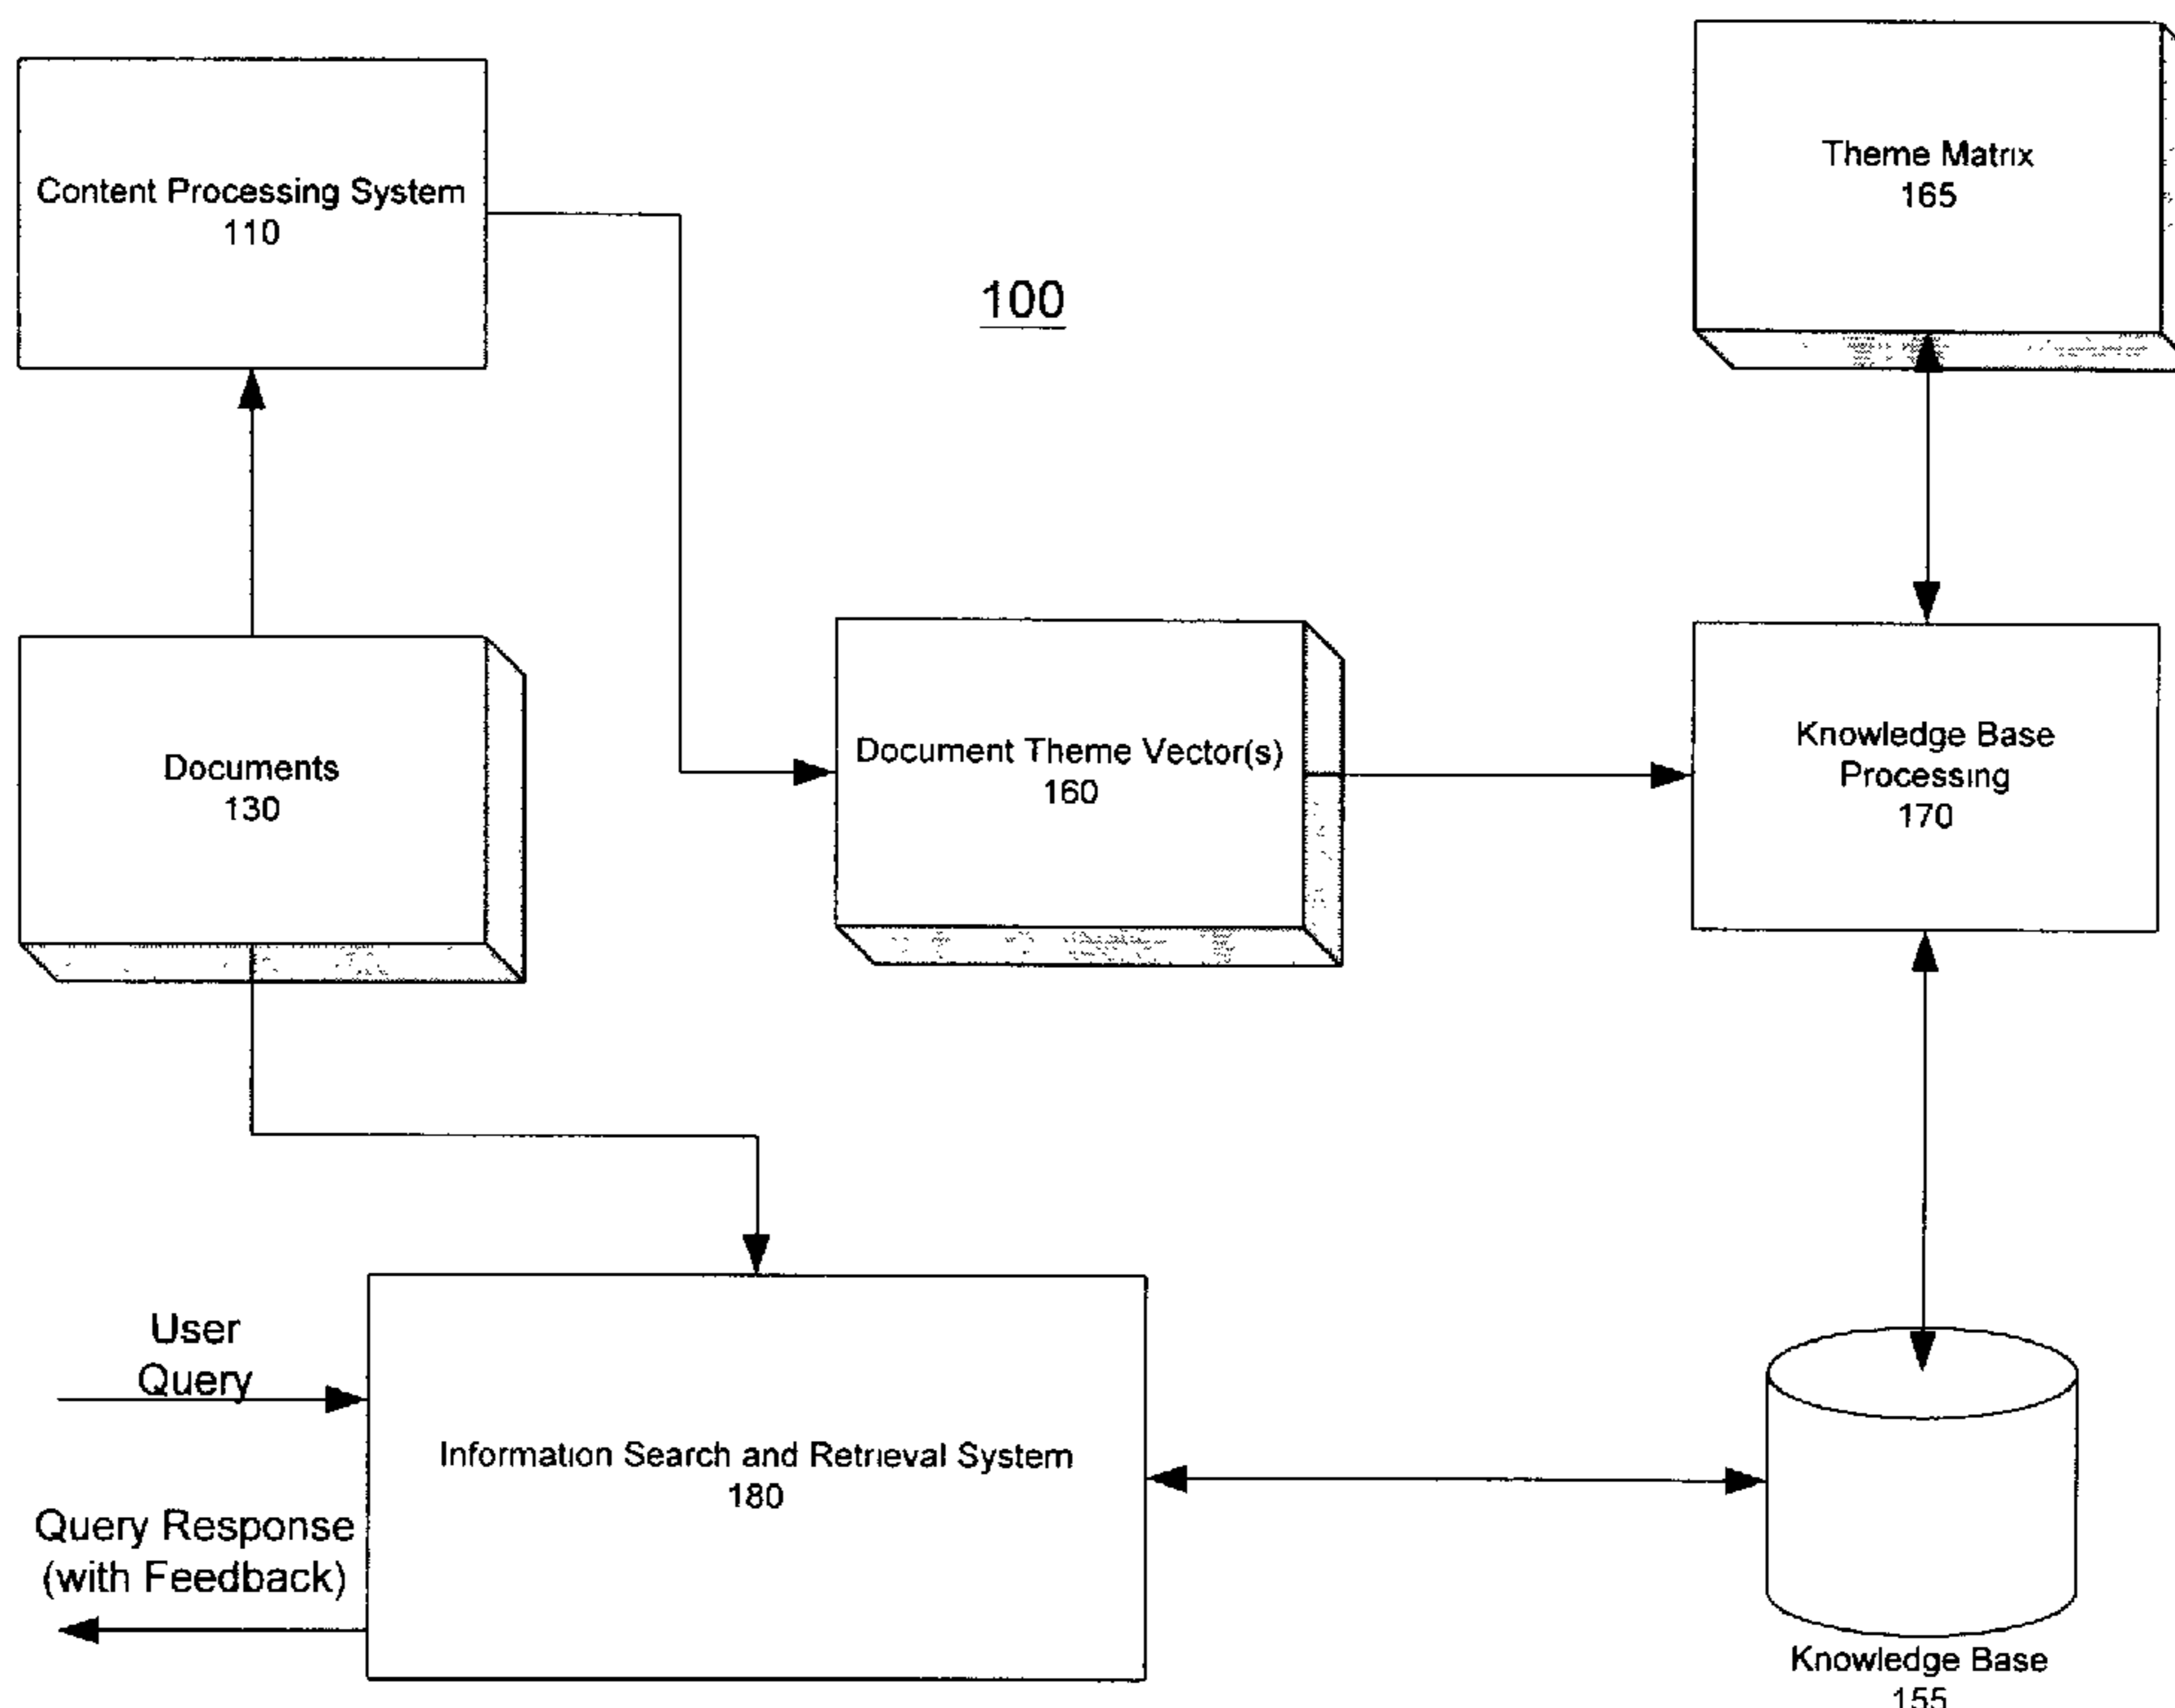 Content Processing System
110
100
Theme Matrix
165
Documents
130
Document Theme Vector(s)
160
Knowledge Base
Processing
170
User
Query
Information Search and Retrieval System
180
Query Response
(with Feedback)
Knowledge Base
155